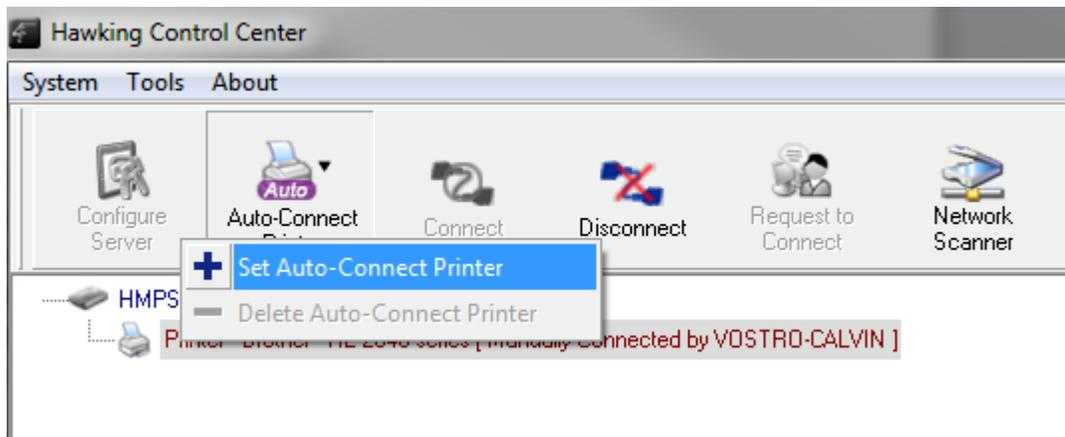 Hawking Control Center
System Tools About
Configure Server
Auto-Connect
Connect
Disconnect
Request to Connect
Network Scanner
Set Auto-Connect Printer
Delete Auto-Connect Printer
HMPS
Connected by VOSTRO-CALVIN ]